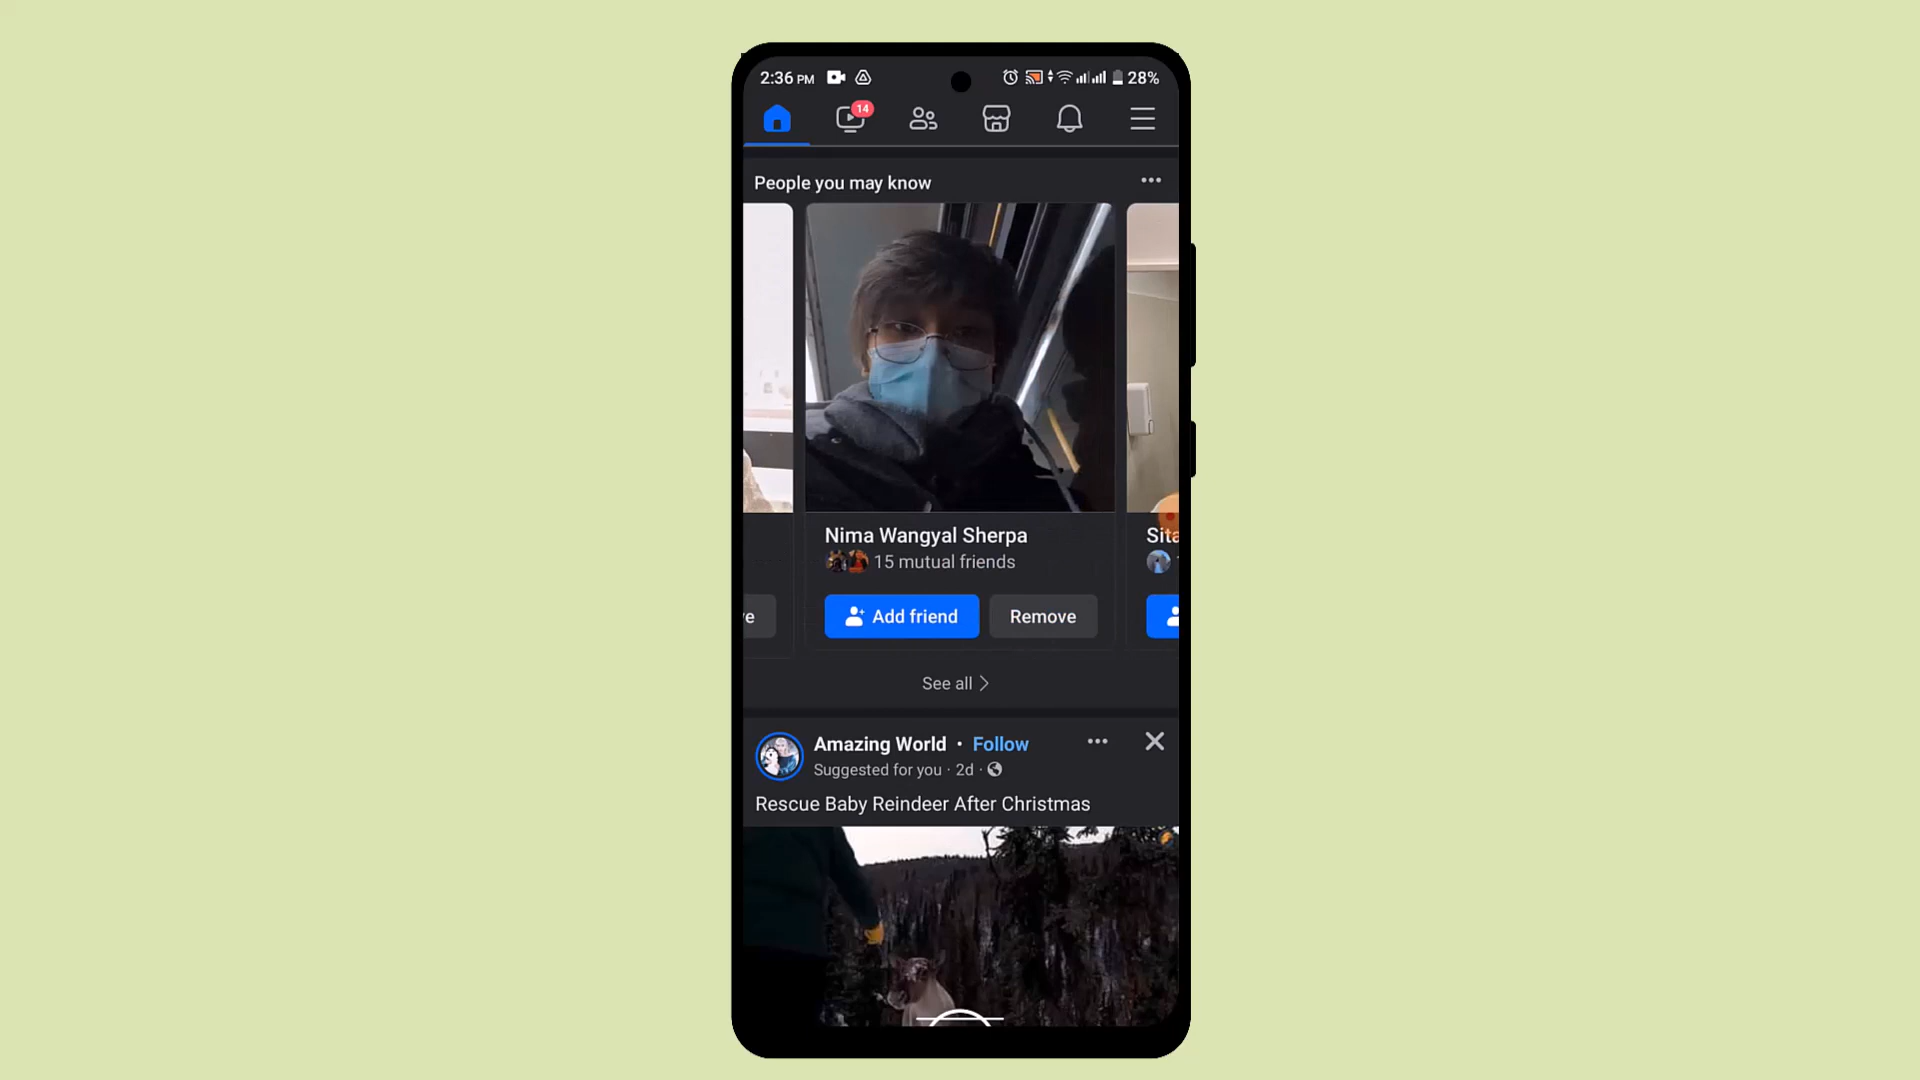 2:36 PM
28%
14
People you may know
Nima Wangyal Sherpa
15 mutual friends
Sita
e
Add friend
Remove
See all
Amazing World · Follow
Suggested for you · 2d ·
Rescue Baby Reindeer After Christmas